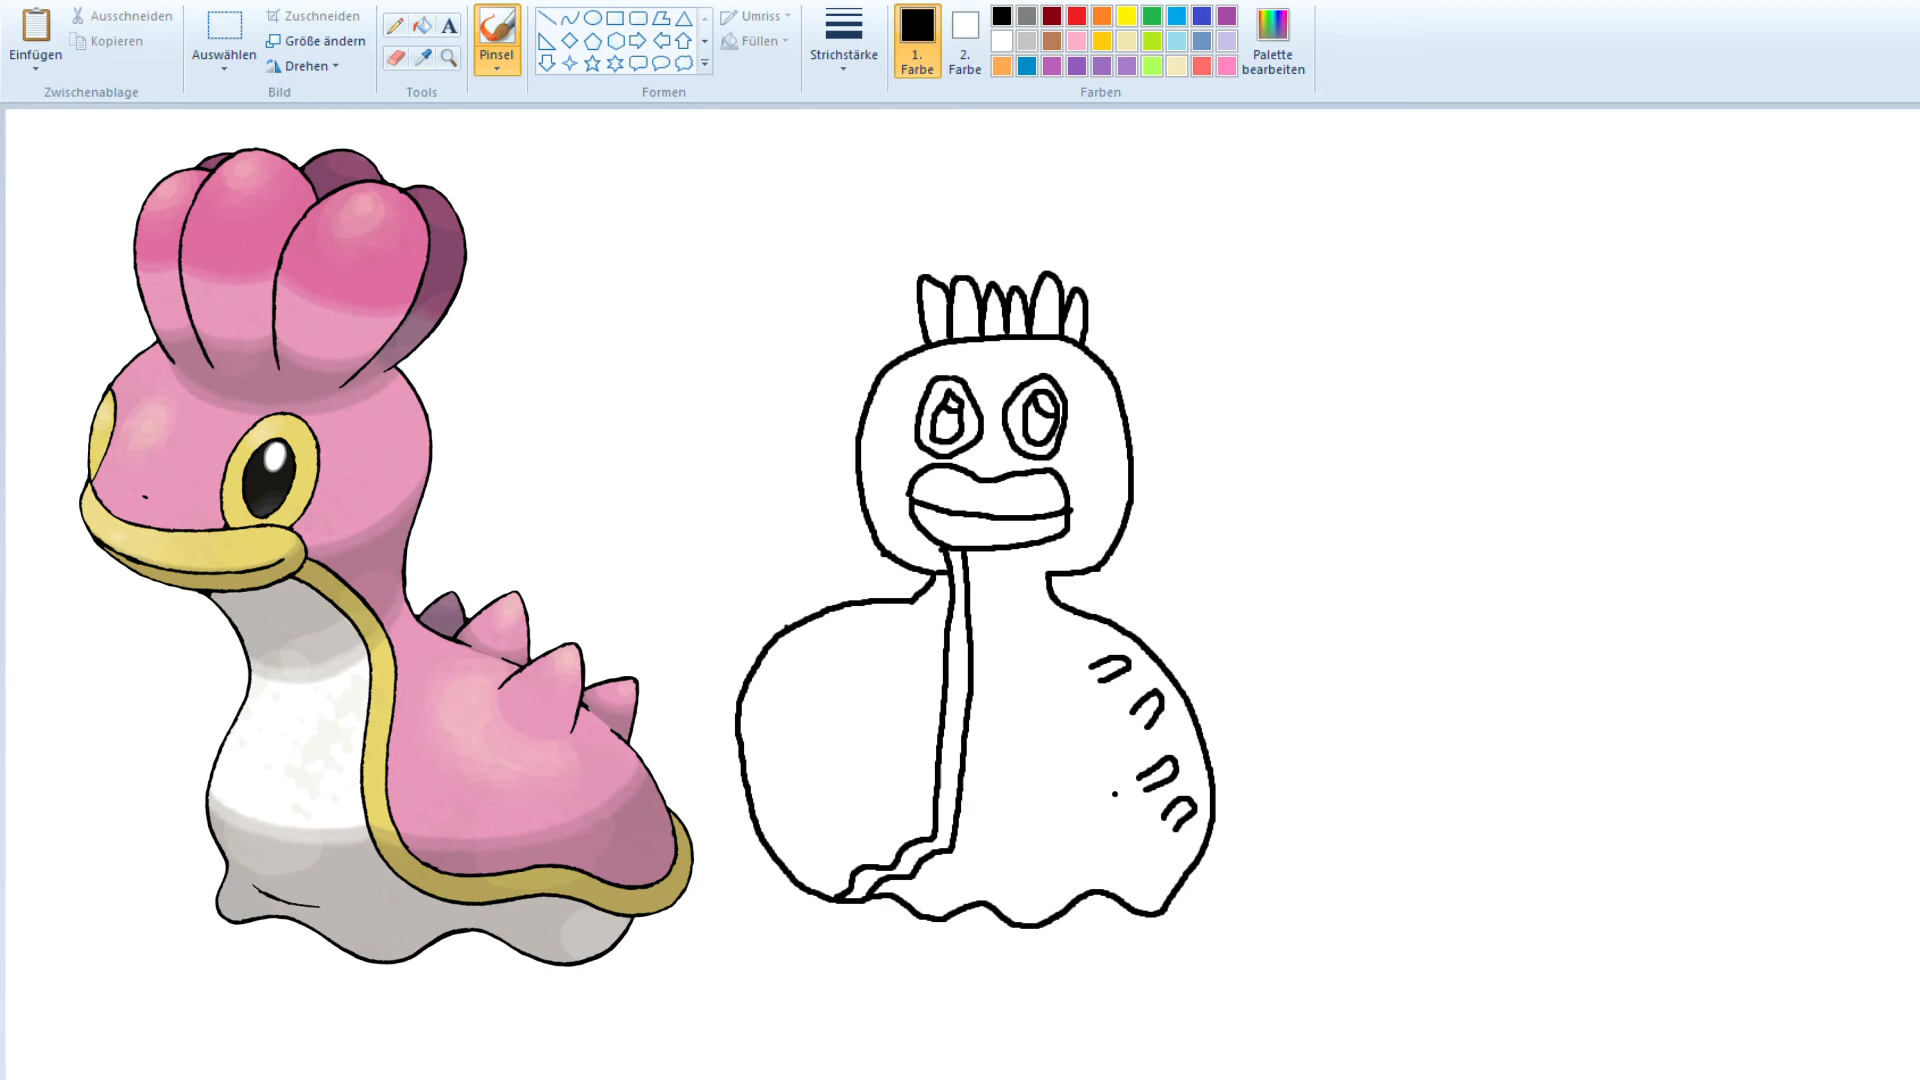 Einfügen
Ausschneiden
Kopieren
Zwischenablage
Auswählen
Zuschneiden
Größe ändern
Drehen
Bild
A
Tools
Pinsel
Formen
Umriss
Füllen
Strichstärke
1.
Farbe
2.
Farbe
Farben
Palette
bearbeiten